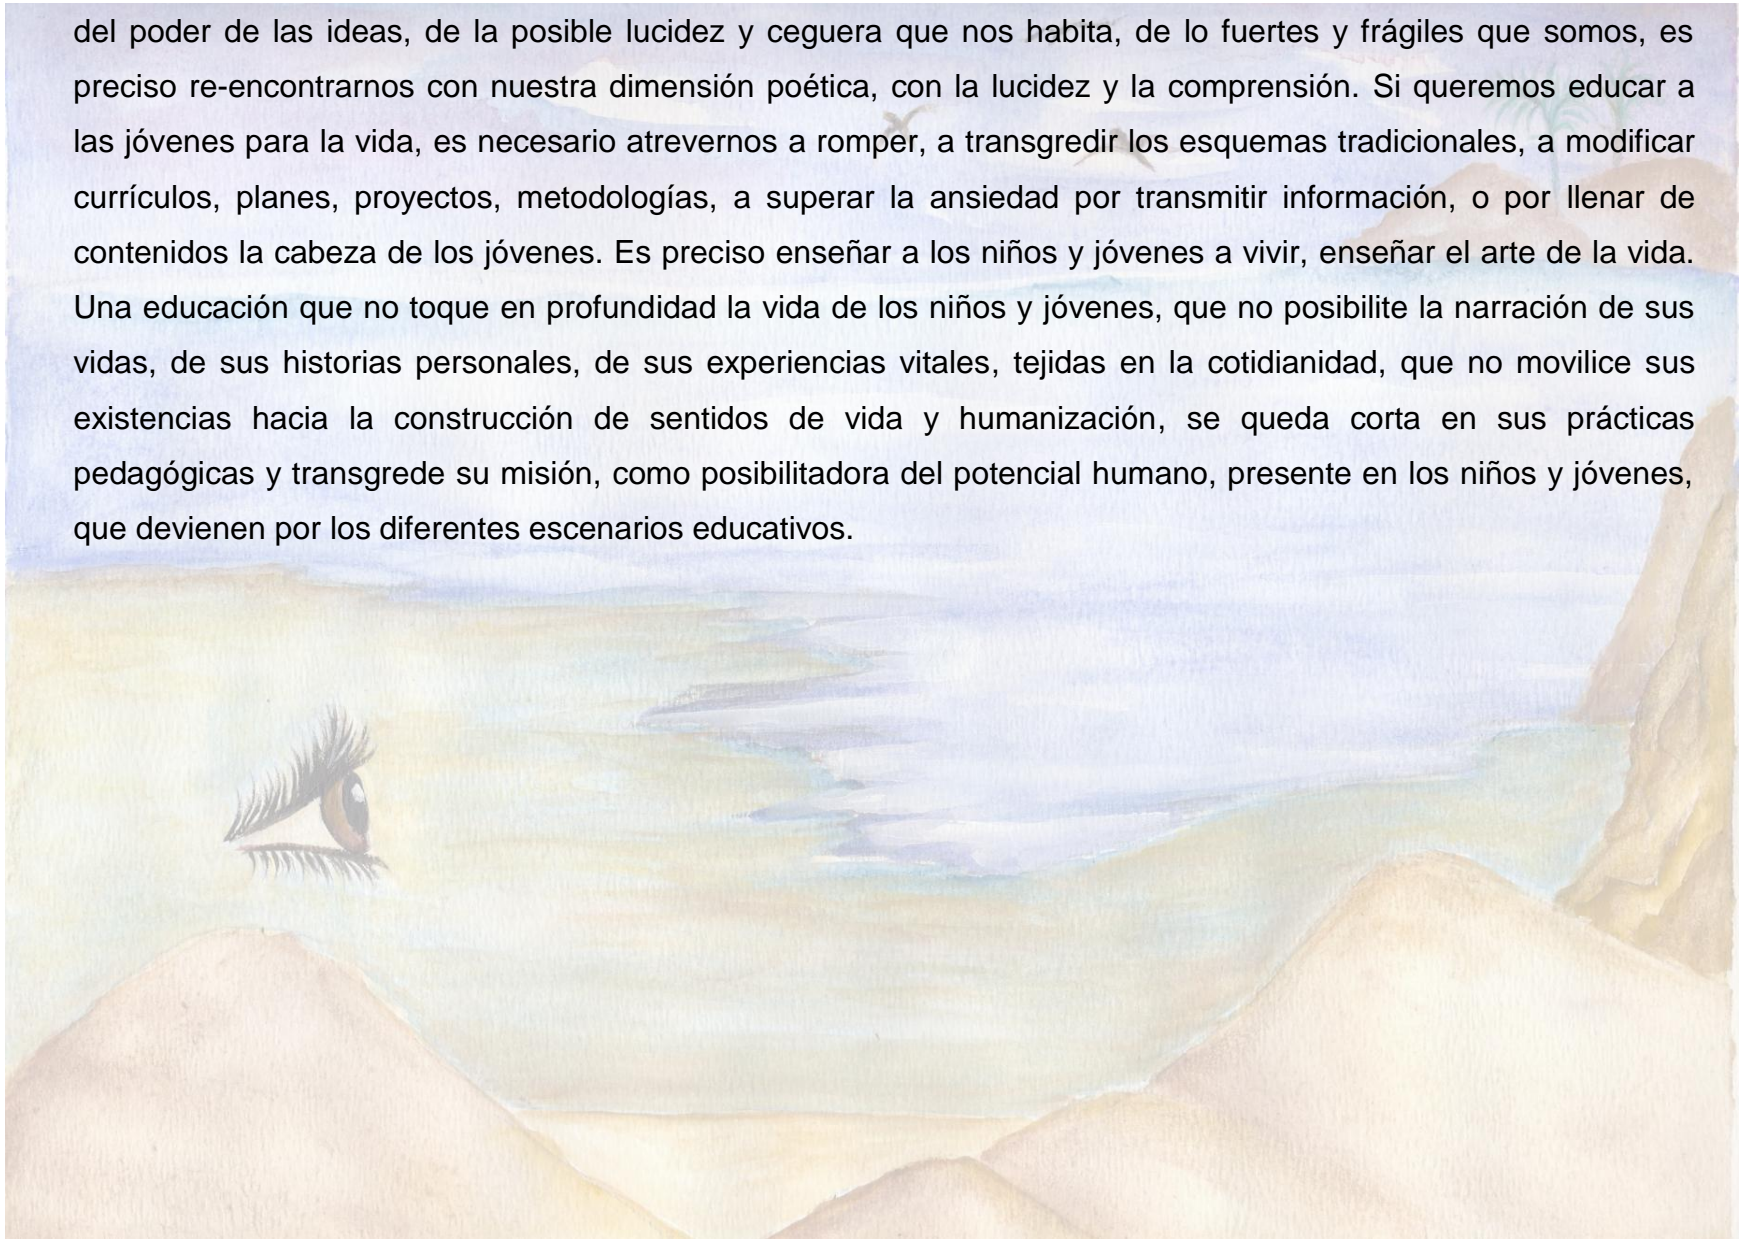 del poder de las ideas, de la posible lucidez y ceguera que nos habita, de lo fuertes y frágiles que somos, es
preciso re-encontrarnos con nuestra dimensión poética, con la lucidez y la comprensión. Si queremos educar a
las jóvenes para la vida, es necesario atrevernos a romper, a transgredir los esquemas tradicionales, a modificar
currículos, planes, proyectos, metodologías, a superar la ansiedad por transmitir información, o por llenar de
contenidos la cabeza de los jóvenes. Es preciso enseñar a los niños y jóvenes a vivir, enseñar el arte de la vida.
Una educación que no toque en profundidad la vida de los niños y jóvenes, que no posibilite la narración de sus
vidas, de sus historias personales, de sus experiencias vitales, tejidas en la cotidianidad, que no movilice sus
existencias hacia la construcción de sentidos de vida y humanización, se queda corta en sus prácticas
pedagógicas y transgrede su misión, como posibilitadora del potencial humano, presente en los niños y jóvenes,
que devienen por los diferentes escenarios educativos.